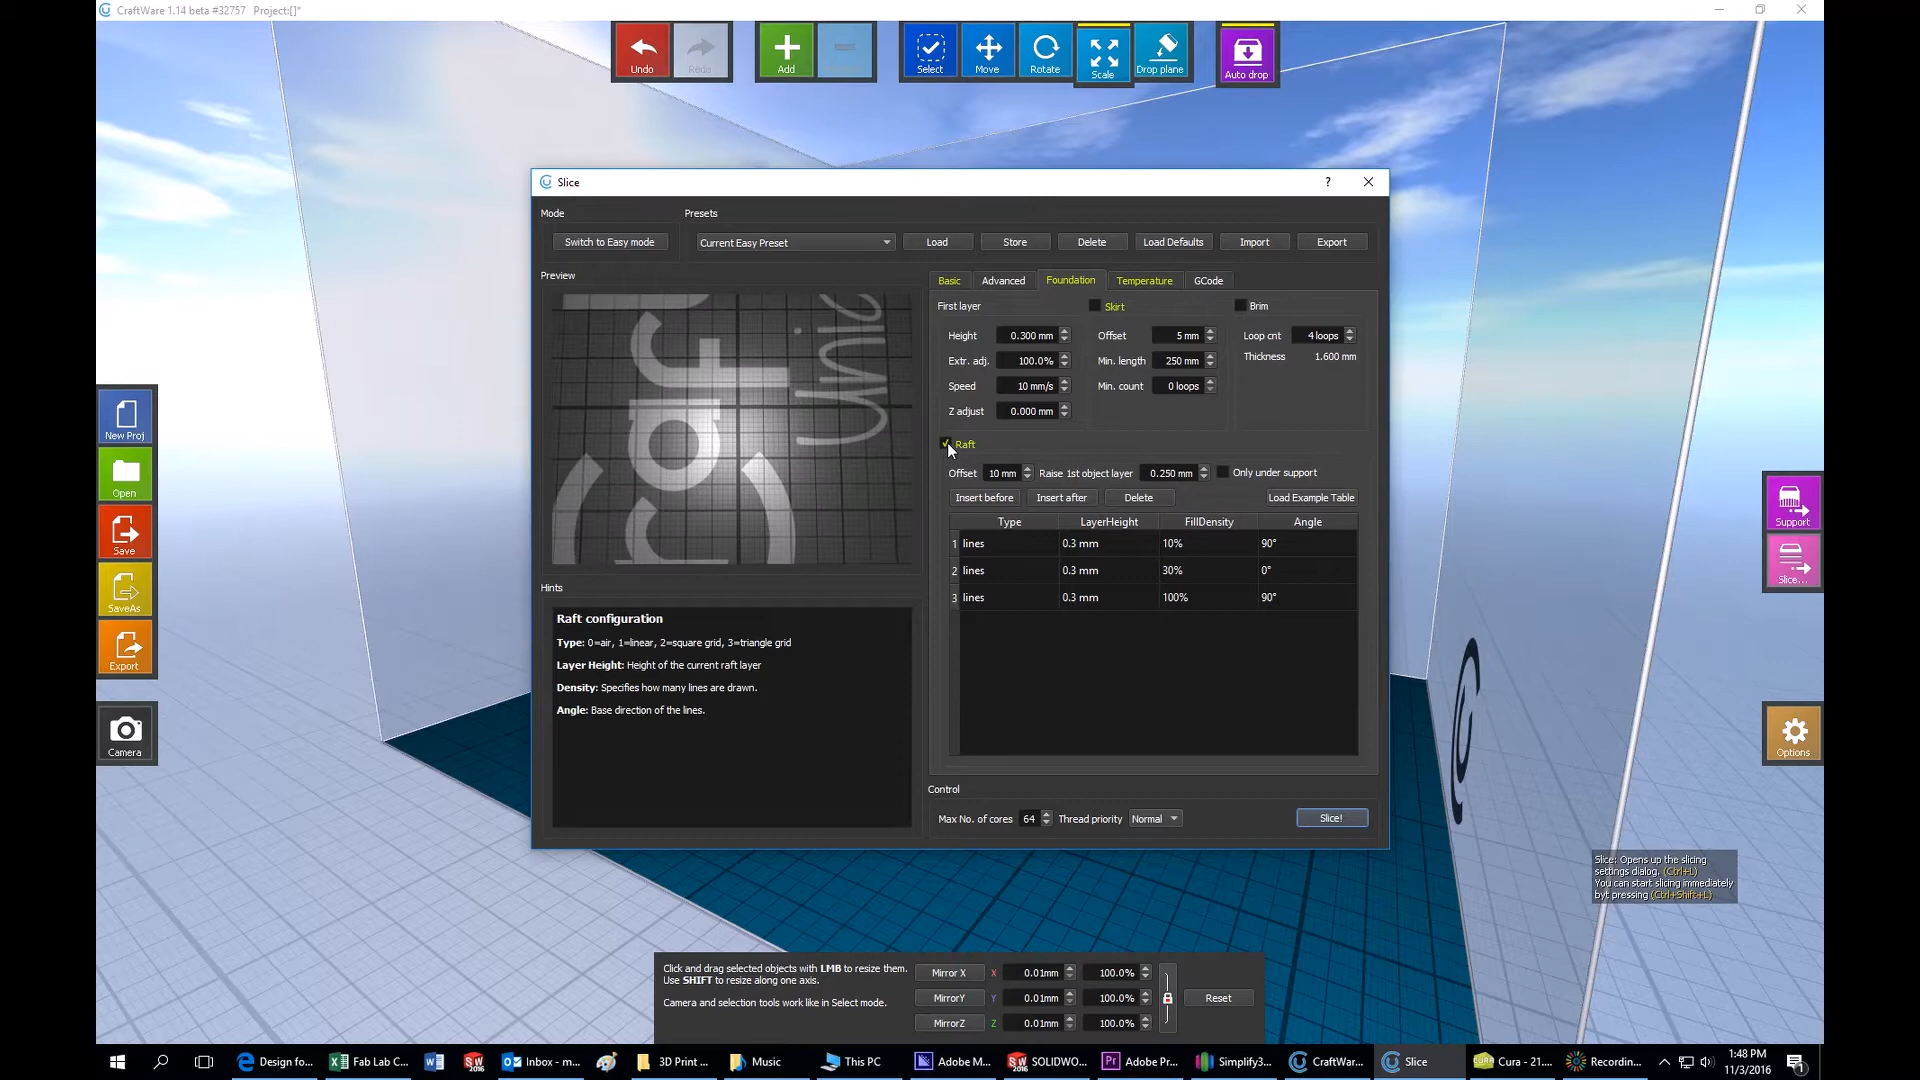 CraftWare 1.14 beta #32757 Project:[]*
Undo
Redo
Add
Select
Move
Rotate
Scale
Drop plane
Auto drop
Slice
?
Mode
Presets
Switch to Easy mode
Current Easy Preset
Load
Store
Delete
Load Defaults
Import
Export
Preview
Basic
Advanced
Foundation
Temperature
GCode
First layer
Skirt
Brim
Height 0.300 mm
Offset 5 mm
Loop cnt 4 loops
Extr. adj. 100.0%
Min. length 250 mm
Thickness 1.600 mm
Speed 10 mm/s
Min. count 0 loops
Z adjust 0.000 mm
Raft
Offset 10 mm Raise 1st object layer 0.250 mm Only under support
Insert before
Insert after
Delete
Load Example Table
Type LayerHeight FillDensity Angle
1 lines 0.3 mm 10% 90°
2 lines 0.3 mm 30% 0°
3 lines 0.3 mm 100% 90°
Hints
Raft configuration
Type: 0=air, 1=linear, 2=square grid, 3=triangle grid
Layer Height: Height of the current raft layer
Density: Specifies how many lines are drawn.
Angle: Base direction of the lines.
Control
Max No. of cores 64 Thread priority Normal
Slice!
New Proj
Open
Save
SaveAs
Export
Camera
Support
Slice...
Options
Slice: Opens up the slicing
settings dialog. (Ctrl+L)
You can start slicing immediately
byt pressing (Ctrl+Shift+L)
Click and drag selected objects with LMB to resize them.
Use SHIFT to resize along one axis.
Camera and selection tools work like in Select mode.
Mirror X X 0.01mm 100.0%
MirrorY Y 0.01mm 100.0%
MirrorZ Z 0.01mm 100.0%
Reset
Design fo...
Fab Lab C...
Inbox - m...
3D Print ...
Music
This PC
Adobe M...
SOLIDWO...
Adobe Pr...
Simplify3...
CraftWar...
Slice
Cura - 21....
Recordin...
1:48 PM
11/3/2016